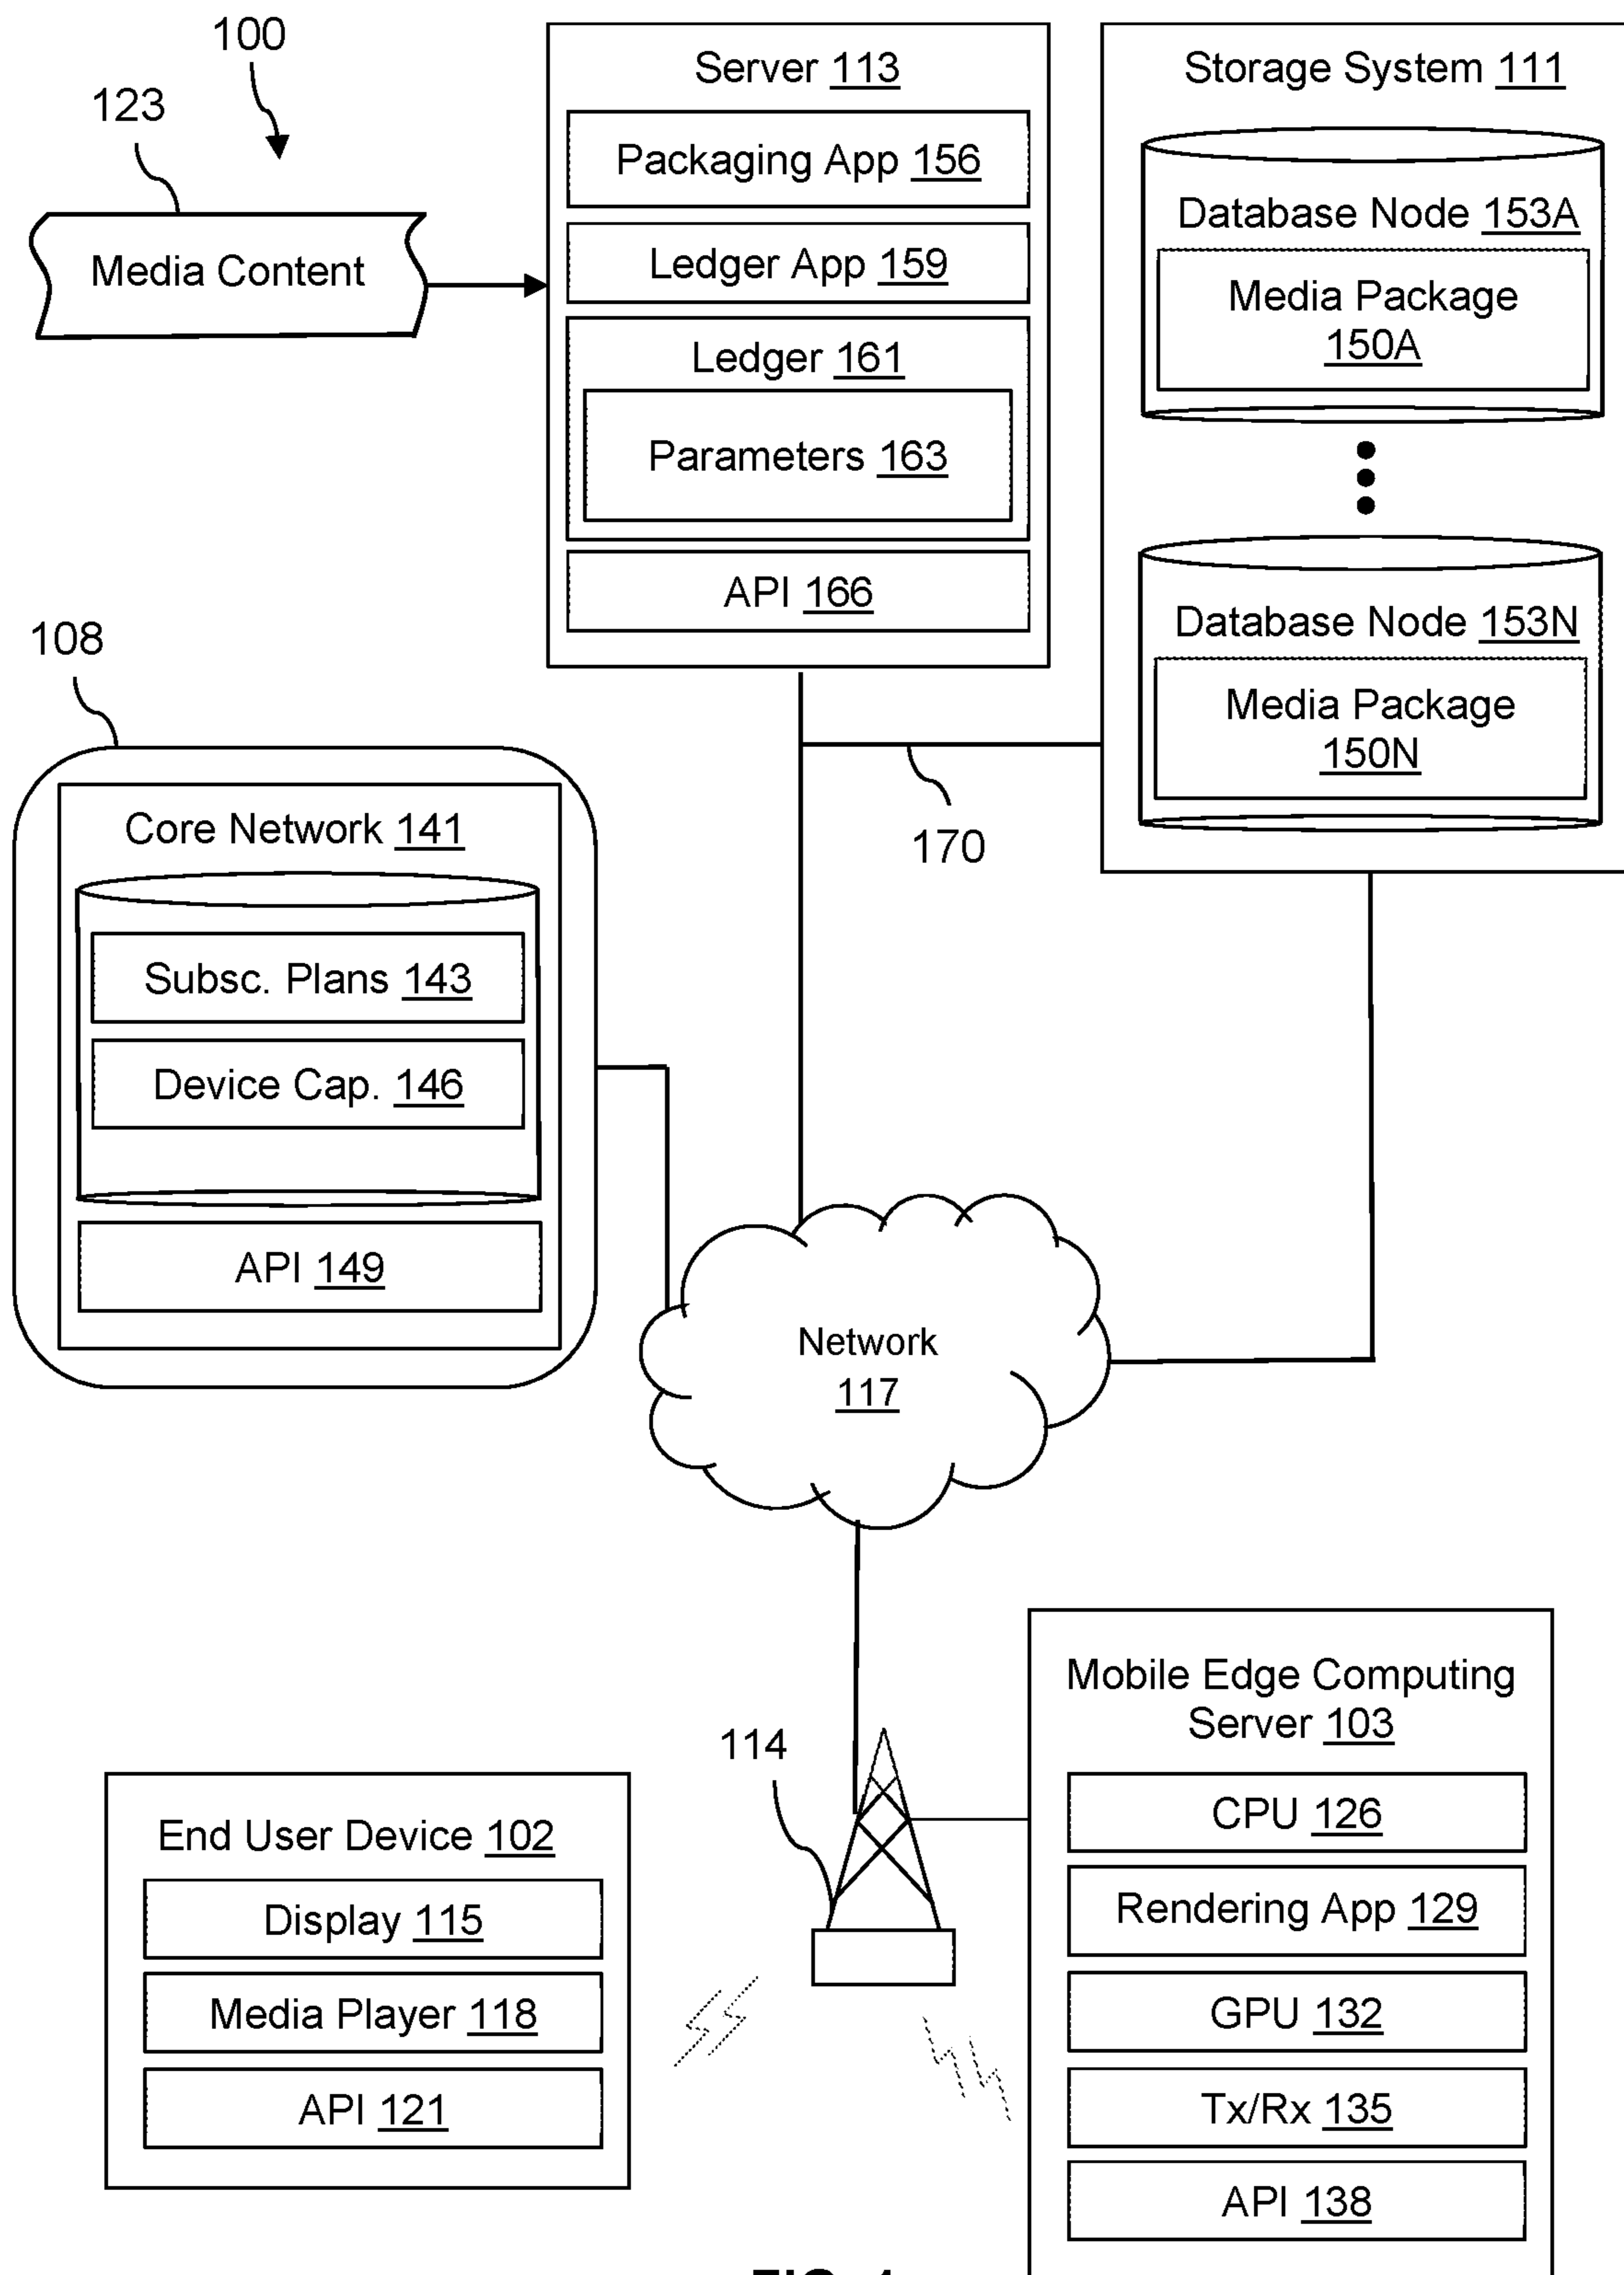 100
123
Media Content
Server 113
Packaging App 156
Ledger App 159
Ledger 161
Parameters 163
API 166
Storage System 111
Database Node 153A
Media Package
150A
Database Node 153N
Media Package
150N
170
108
Core Network 141
Subsc. Plans 143
Device Cap. 146
API 149
Network
117
114
End User Device 102
Display 115
Media Player 118
API 121
Mobile Edge Computing
Server 103
CPU 126
Rendering App 129
GPU 132
Tx/Rx 135
API 138